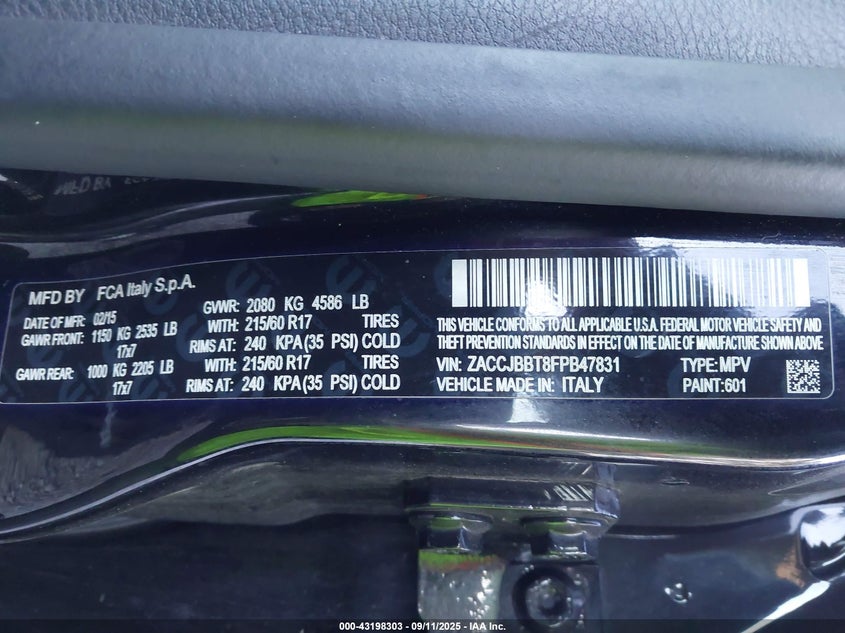 MFD BY FCA Italy S.p.A.
DATE OF MFR: 02/15 GVWR: 2080 KG 4586 LB
GAWR FRONT: 1150 KG 2535 LB WITH: 215/60 R17 TIRES
17x7 RIMS AT: 240 KPA (35 PSI) COLD
GAWR REAR: 1000 KG 2205 LB WITH: 215/60 R17 TIRES
17x7 RIMS AT: 240 KPA (35 PSI) COLD
THIS VEHICLE CONFORMS TO ALL APPLICABLE U.S.A. FEDERAL MOTOR VEHICLE SAFETY AND
THEFT PREVENTION STANDARDS IN EFFECT ON THE DATE OF MANUFACTURE SHOWN ABOVE
VIN: ZACCJBBT8FPB47831 TYPE: MPV
VEHICLE MADE IN: ITALY PAINT: 601
000-43198303 - 09/11/2025 - IAA Inc.